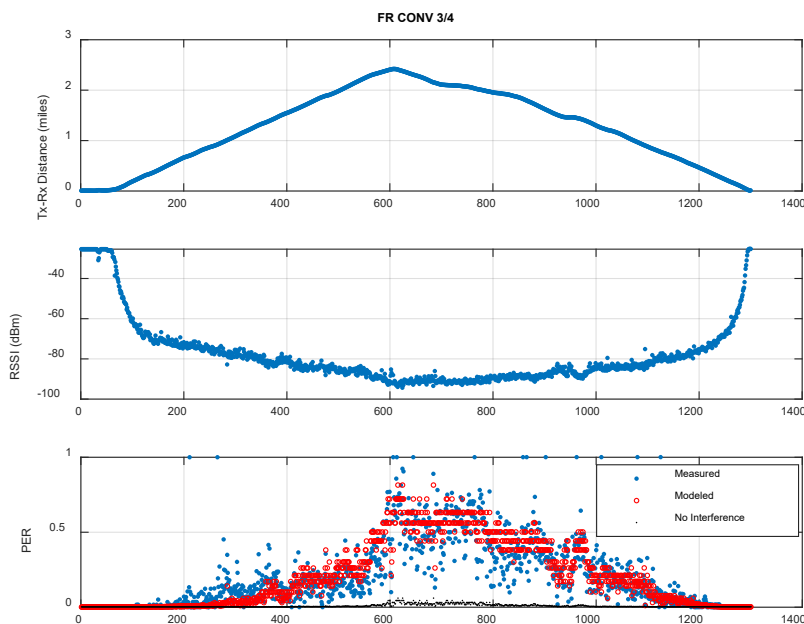 FR CONV 3/4
3
2
1
0
Tx-Rx Distance (miles)
0 200 400 600 800 1000 1200 1400
-40
-60
-80
-100
RSSI (dBm)
0 200 400 600 800 1000 1200 1400
1
0.5
0
PER
Measured
Modeled
No Interference
0 200 400 600 800 1000 1200 1400